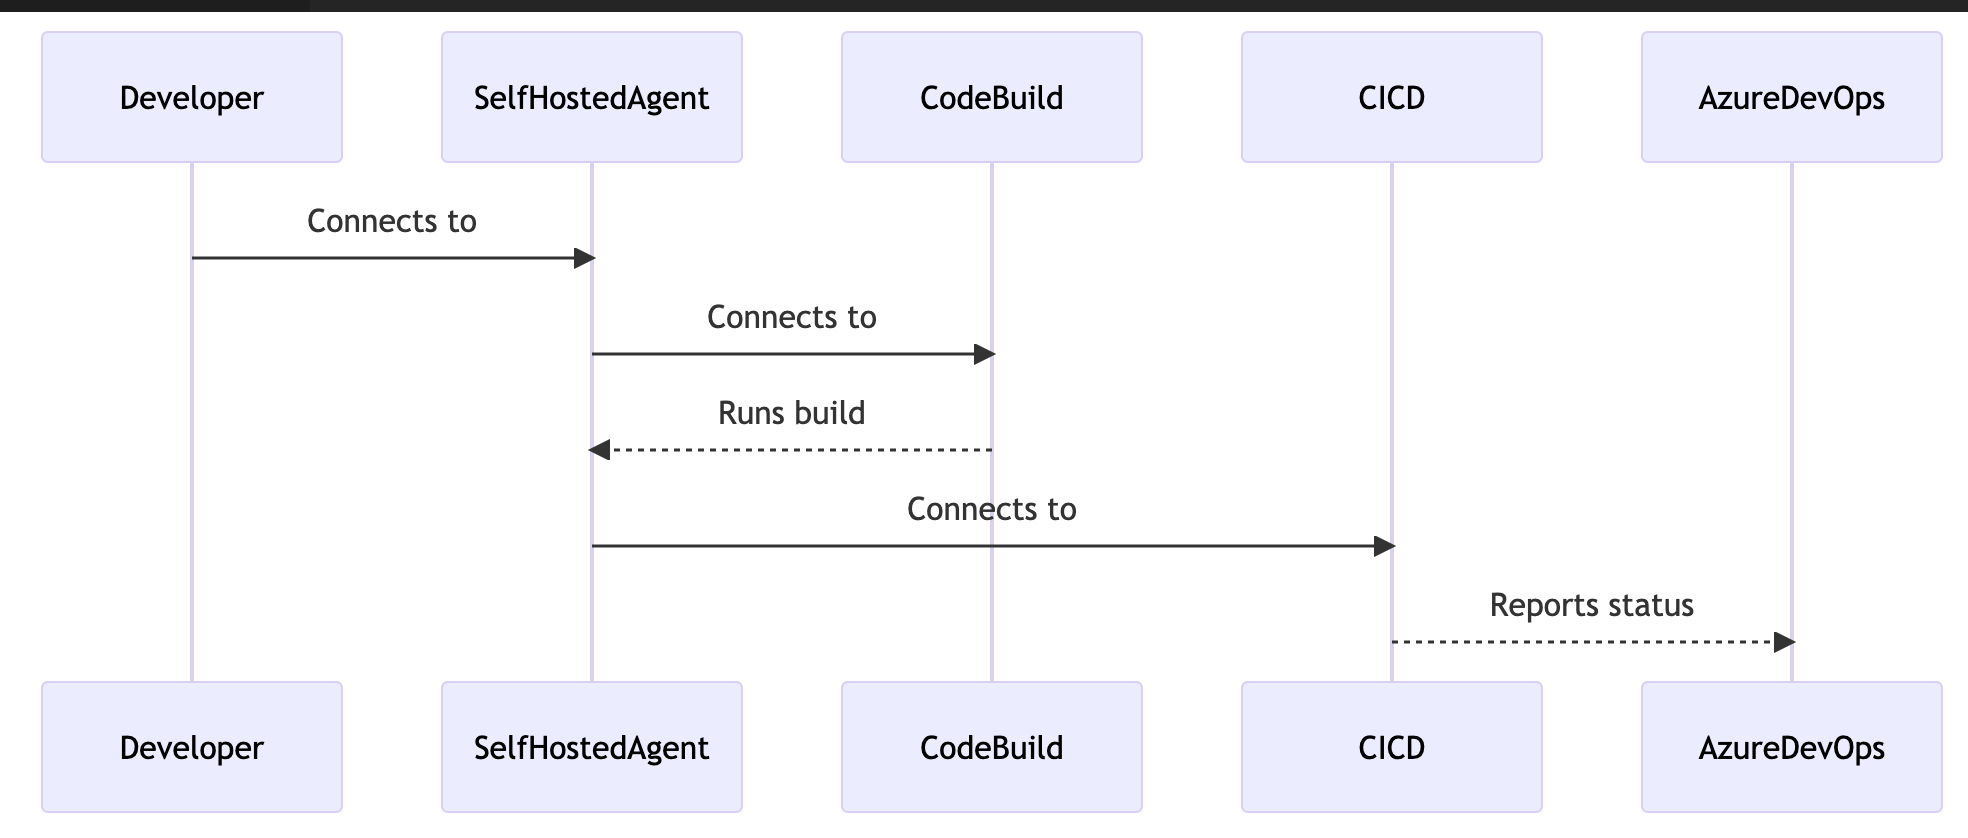 Developer
SelfHostedAgent
CodeBuild
CICD
AzureDevOps
Connects to
Connects to
Runs build
Connects to
Reports status
Developer
SelfHostedAgent
CodeBuild
CICD
AzureDevOps